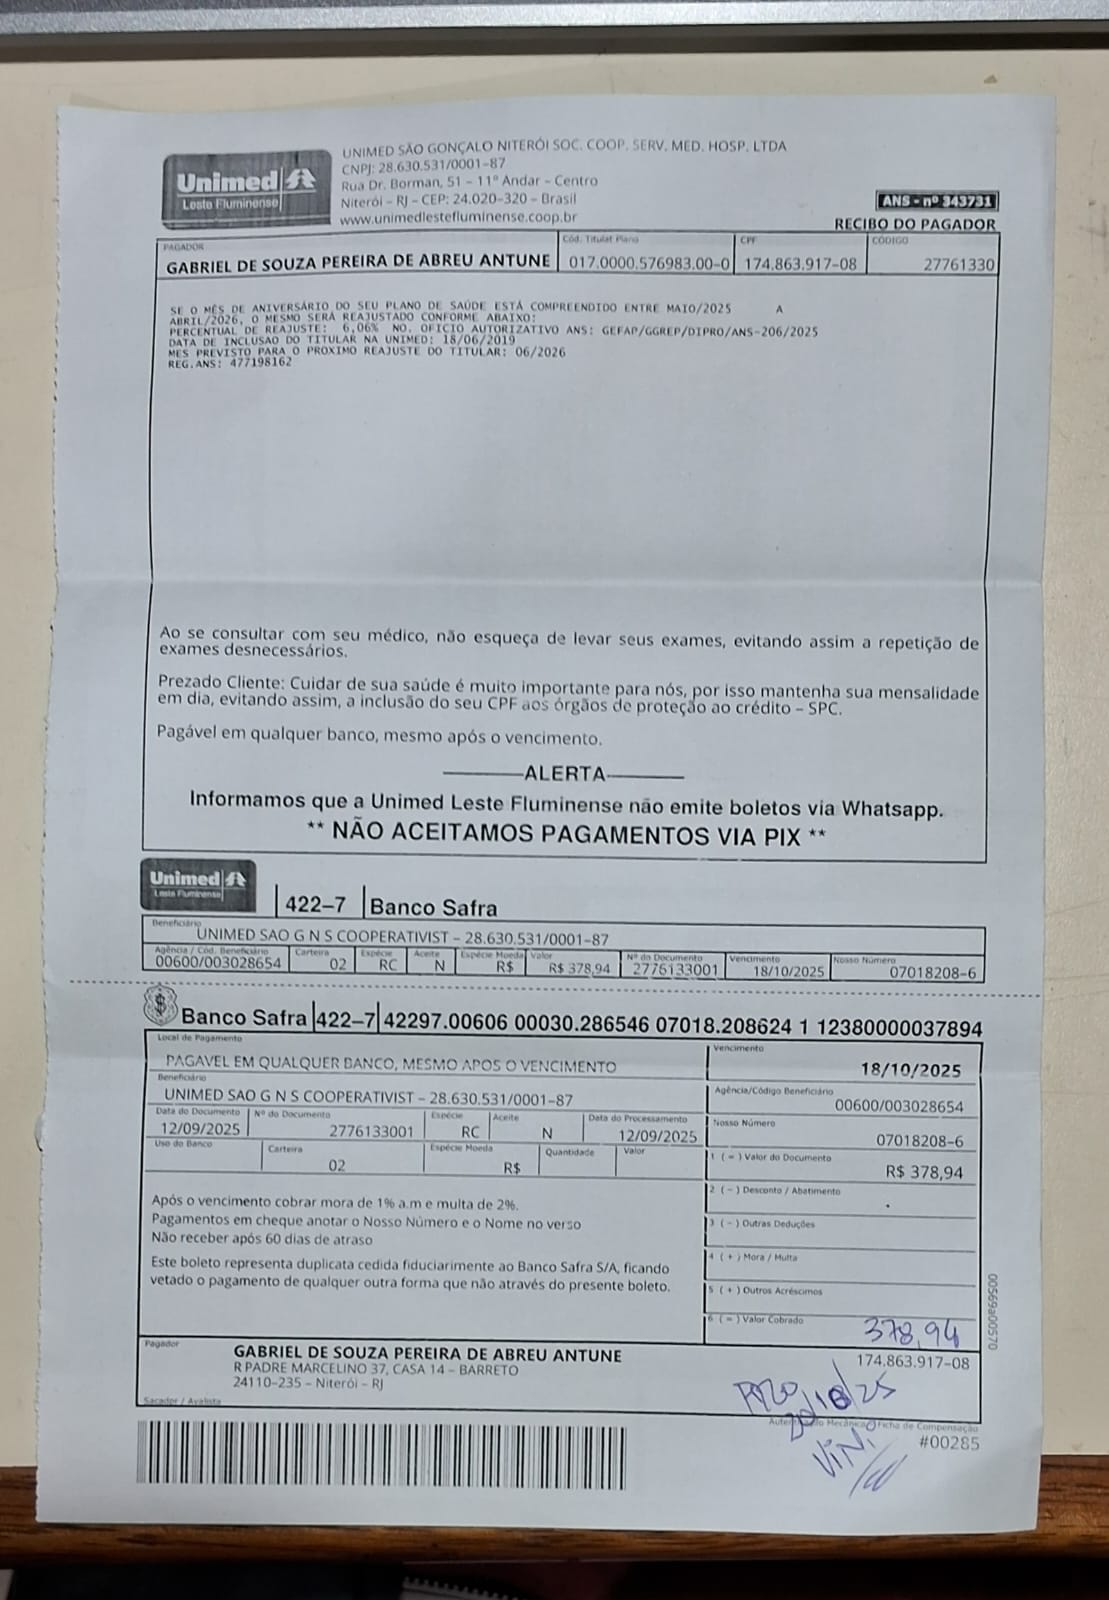 Unimed
Leste Fluminense
UNIMED SÃO GONÇALO NITERÓI SOC. COOP. SERV. MED. HOSP. LTDA
CNPJ: 28.630.531/0001-87
Rua Dr. Borman, 51 - 11º Andar - Centro
Niterói - RJ - CEP: 24.020-320 - Brasil
www.unimedlestefluminense.coop.br
ANS - nº 343731
RECIBO DO PAGADOR
PAGADOR Cód. Titular Plano CPF CÓDIGO
GABRIEL DE SOUZA PEREIRA DE ABREU ANTUNE 017.0000.576983.00-0 174.863.917-08 27761330
SE O MÊS DE ANIVERSÁRIO DO SEU PLANO DE SAÚDE ESTÁ COMPREENDIDO ENTRE MAIO/2025 A
ABRIL/2026, O MESMO SERÁ REAJUSTADO CONFORME ABAIXO:
PERCENTUAL DE REAJUSTE: 6,06% NO. OFICIO AUTORIZATIVO ANS: GEFAP/GGREP/DIPRO/ANS-206/2025
DATA DE INCLUSAO DO TITULAR NA UNIMED: 18/06/2019
MES PREVISTO PARA O PROXIMO REAJUSTE DO TITULAR: 06/2026
REG.ANS: 477198162
Ao se consultar com seu médico, não esqueça de levar seus exames, evitando assim a repetição de
exames desnecessários.
Prezado Cliente: Cuidar de sua saúde é muito importante para nós, por isso mantenha sua mensalidade
em dia, evitando assim, a inclusão do seu CPF aos órgãos de proteção ao crédito - SPC.
Pagável em qualquer banco, mesmo após o vencimento.
ALERTA
Informamos que a Unimed Leste Fluminense não emite boletos via Whatsapp.
** NÃO ACEITAMOS PAGAMENTOS VIA PIX **
Unimed
Leste Fluminense
422-7 Banco Safra
Beneficiário
UNIMED SAO G N S COOPERATIVIST - 28.630.531/0001-87
Agência / Cód. Beneficiário Carteira Espécie Aceite Espécie Moeda Valor Nº do Documento Vencimento Nosso Número
00600/003028654 02 RC N R$ R$ 378,94 2776133001 18/10/2025 07018208-6
Banco Safra 422-7 42297.00606 00030.286546 07018.208624 1 12380000037894
Local de Pagamento Vencimento
PAGAVEL EM QUALQUER BANCO, MESMO APOS O VENCIMENTO 18/10/2025
Beneficiário Agência/Código Beneficiário
UNIMED SAO G N S COOPERATIVIST - 28.630.531/0001-87 00600/003028654
Data do Documento Nº do Documento Espécie Aceite Data do Processamento Nosso Número
12/09/2025 2776133001 RC N 12/09/2025 07018208-6
Uso do Banco Carteira Espécie Moeda Quantidade Valor 1 ( = ) Valor do Documento
02 R$ R$ 378,94
2 ( - ) Desconto / Abatimento
Após o vencimento cobrar mora de 1% a.m e multa de 2%.
Pagamentos em cheque anotar o Nosso Número e o Nome no verso
3 ( - ) Outras Deduções
Não receber após 60 dias de atraso
4 ( + ) Mora / Multa
Este boleto representa duplicata cedida fiduciariamente ao Banco Safra S/A, ficando
vetado o pagamento de qualquer outra forma que não através do presente boleto.
5 ( + ) Outros Acréscimos
6 ( = ) Valor Cobrado
378,94
00569a00570
Pagador
GABRIEL DE SOUZA PEREIRA DE ABREU ANTUNE 174.863.917-08
R PADRE MARCELINO 37, CASA 14 - BARRETO
24110-235 - Niterói - RJ
Sacador / Avalista
Mecânica Ficha de Compensação
#00285